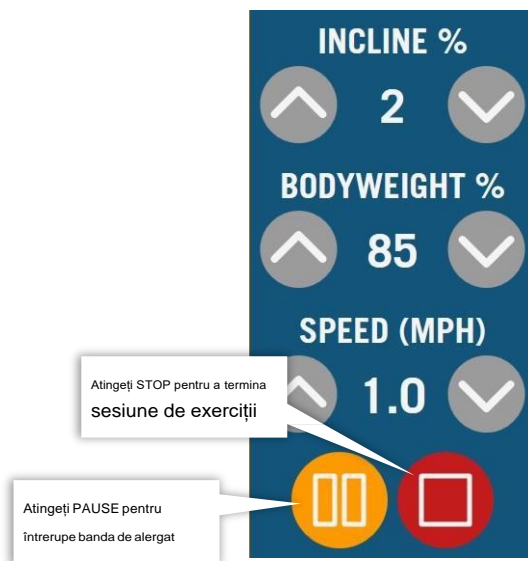 INCLINE %
2
BODYWEIGHT %
85
SPEED (MPH)
1.0
Atingeți STOP pentru a termina
sesiune de exerciții
Atingeți PAUSE pentru
întrerupe banda de alergat